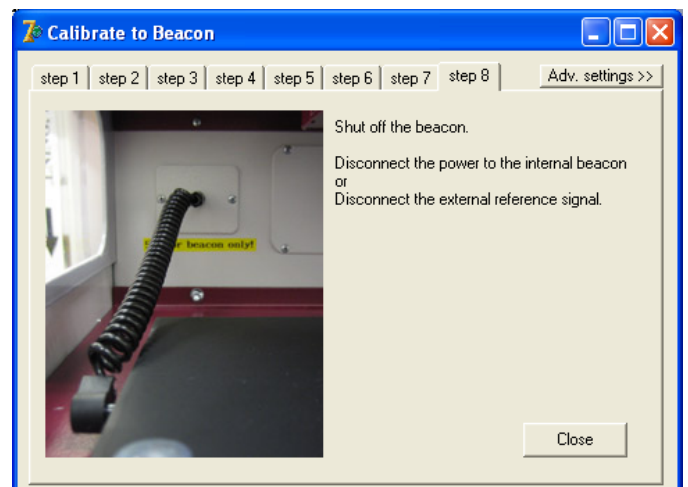 Calibrate to Beacon
step 1 step 2 step 3 step 4 step 5 step 6 step 7 step 8 Adv. settings >>
Shut off the beacon.
Disconnect the power to the internal beacon
or
Disconnect the external reference signal.
beacon only!
Close